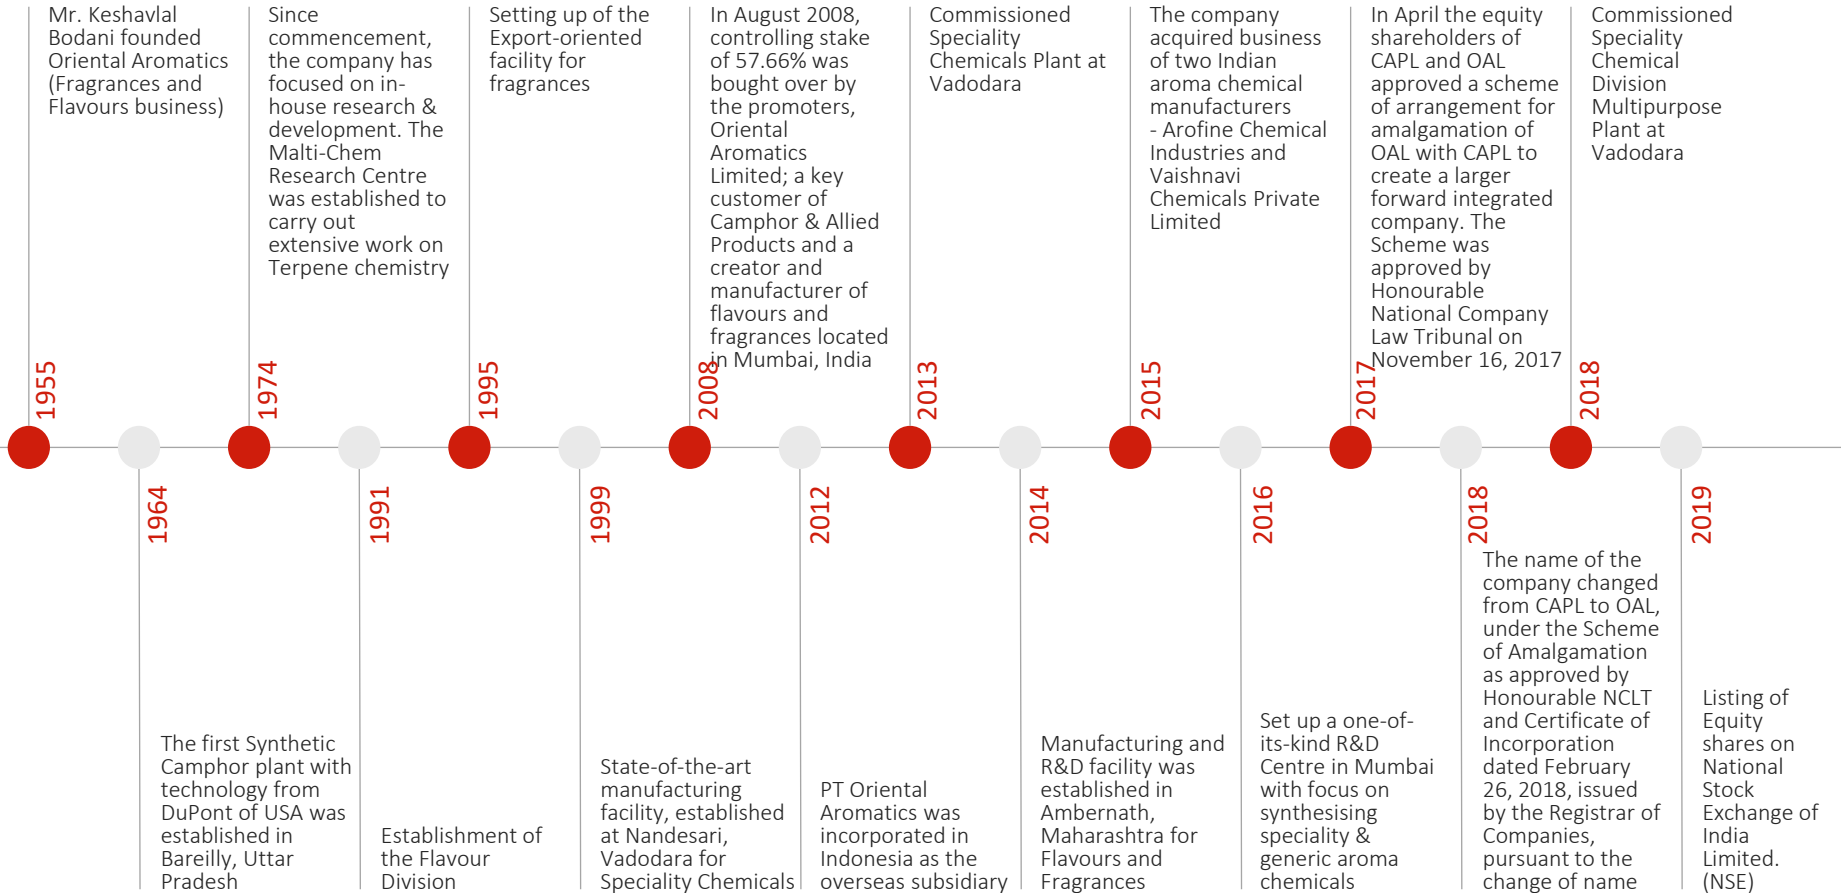 Mr. Keshavlal
Bodani founded
Oriental Aromatics
(Fragrances and
Flavours business)
1955
Since
commencement,
the company has
focused on in-
house research &
development. The
Malti-Chem
Research Centre
was established to
carry out
extensive work on
Terpene chemistry
1974
Setting up of the
Export-oriented
facility for
fragrances
1995
In August 2008,
controlling stake
of 57.66% was
bought over by
the promoters,
Oriental
Aromatics
Limited; a key
customer of
Camphor & Allied
Products and a
creator and
manufacturer of
flavours and
fragrances located
in Mumbai, India
2008
Commissioned
Speciality
Chemicals Plant at
Vadodara
2013
The company
acquired business
of two Indian
aroma chemical
manufacturers
- Arofine Chemical
Industries and
Vaishnavi
Chemicals Private
Limited
2015
In April the equity
shareholders of
CAPL and OAL
approved a scheme
of arrangement for
amalgamation of
OAL with CAPL to
create a larger
forward integrated
company. The
Scheme was
approved by
Honourable
National Company
Law Tribunal on
November 16, 2017
2017
Commissioned
Speciality
Chemical
Division
Multipurpose
Plant at
Vadodara
2018
1964
The first Synthetic
Camphor plant with
technology from
DuPont of USA was
established in
Bareilly, Uttar
Pradesh
1991
Establishment of
the Flavour
Division
1999
State-of-the-art
manufacturing
facility, established
at Nandesari,
Vadodara for
Speciality Chemicals
2012
PT Oriental
Aromatics was
incorporated in
Indonesia as the
overseas subsidiary
2014
Manufacturing and
R&D facility was
established in
Ambernath,
Maharashtra for
Flavours and
Fragrances
2016
Set up a one-of-
its-kind R&D
Centre in Mumbai
with focus on
synthesising
speciality &
generic aroma
chemicals
2018
The name of the
company changed
from CAPL to OAL,
under the Scheme
of Amalgamation
as approved by
Honourable NCLT
and Certificate of
Incorporation
dated February
26, 2018, issued
by the Registrar of
Companies,
pursuant to the
change of name
2019
Listing of
Equity
shares on
National
Stock
Exchange of
India
Limited.
(NSE)